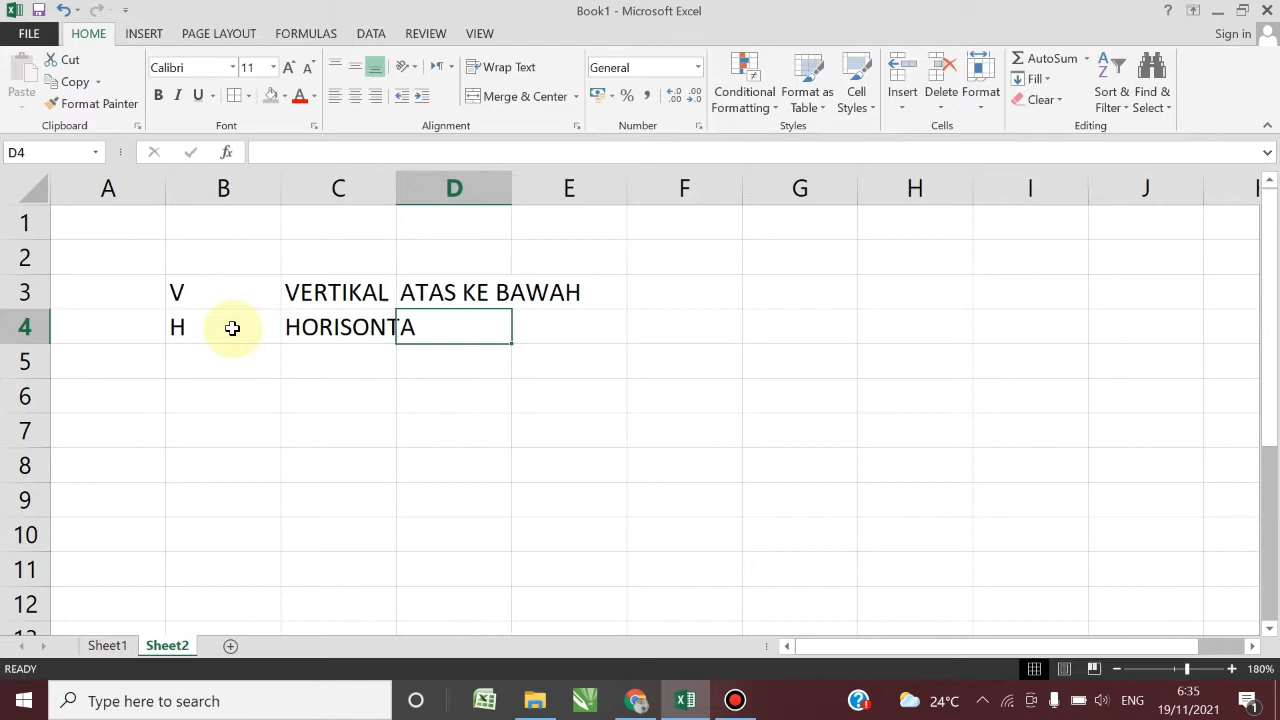 Book1 - Microsoft Excel
?
FILE
HOME
INSERT
PAGE LAYOUT
FORMULAS
DATA
REVIEW
VIEW
Sign in
Paste
Cut
Copy
Format Painter
Clipboard
Calibri
11
B I U
Font
Wrap Text
Merge & Center
Alignment
General
%
Number
Conditional Formatting
Format as Table
Cell Styles
Styles
Insert
Delete
Format
Cells
AutoSum
Fill
Clear
Sort & Filter
Find & Select
Editing
D4
fx
A B C D E F G H I J
1
2
3 V VERTIKAL ATAS KE BAWAH
4 H HORISONTA
5
6
7
8
9
10
11
12
Sheet1
Sheet2
READY
180%
Type here to search
24°C
ENG
6:35
19/11/2021
1